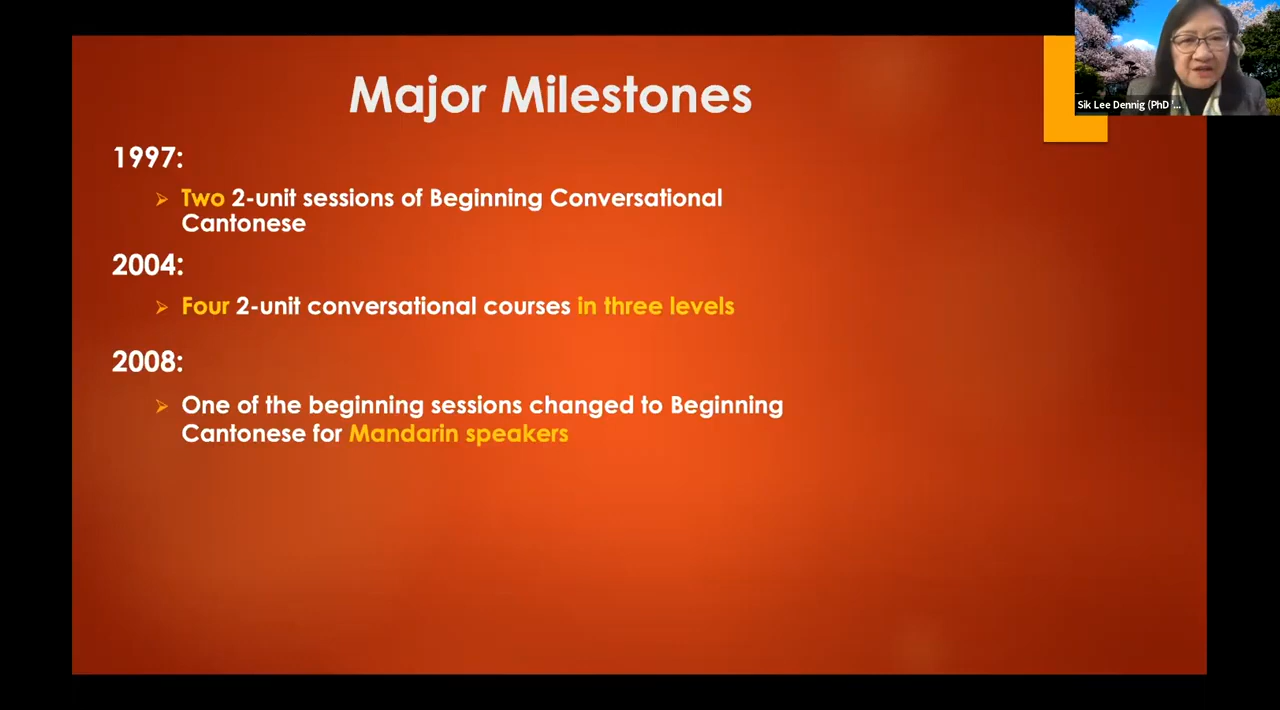 Sik Lee Dennig (PhD '...
Major Milestones
1997:
Two 2-unit sessions of Beginning Conversational
Cantonese
2004:
Four 2-unit conversational courses in three levels
2008:
One of the beginning sessions changed to Beginning
Cantonese for Mandarin speakers